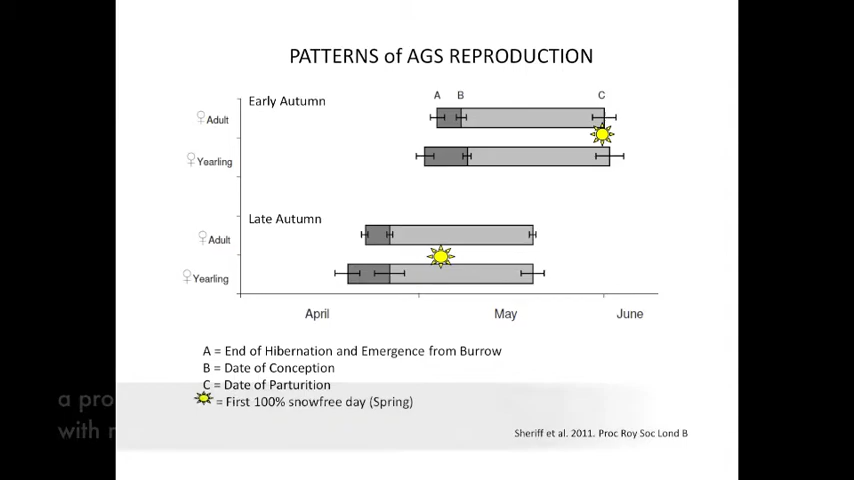 PATTERNS of AGS REPRODUCTION
Early Autumn
A B C
♀Adult
♀Yearling
Late Autumn
♀Adult
♀Yearling
April May June
A = End of Hibernation and Emergence from Burrow
B = Date of Conception
C = Date of Parturition
= First 100% snowfree day (Spring)
a pro
with
Sheriff et al. 2011. Proc Roy Soc Lond B